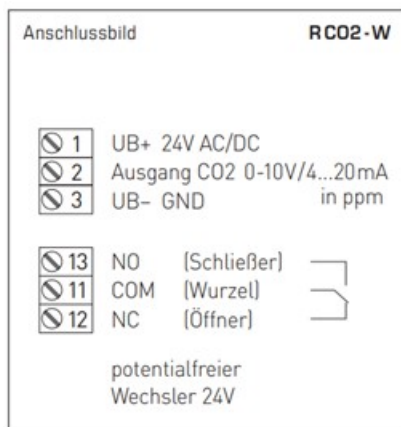 Anschlussbild RCO2-W
1 UB+ 24V AC/DC
2 Ausgang CO2 0-10V/4...20mA
3 UB– GND in ppm
13 NO (Schließer)
11 COM (Wurzel)
12 NC (Öffner)
potentialfreier
Wechsler 24V